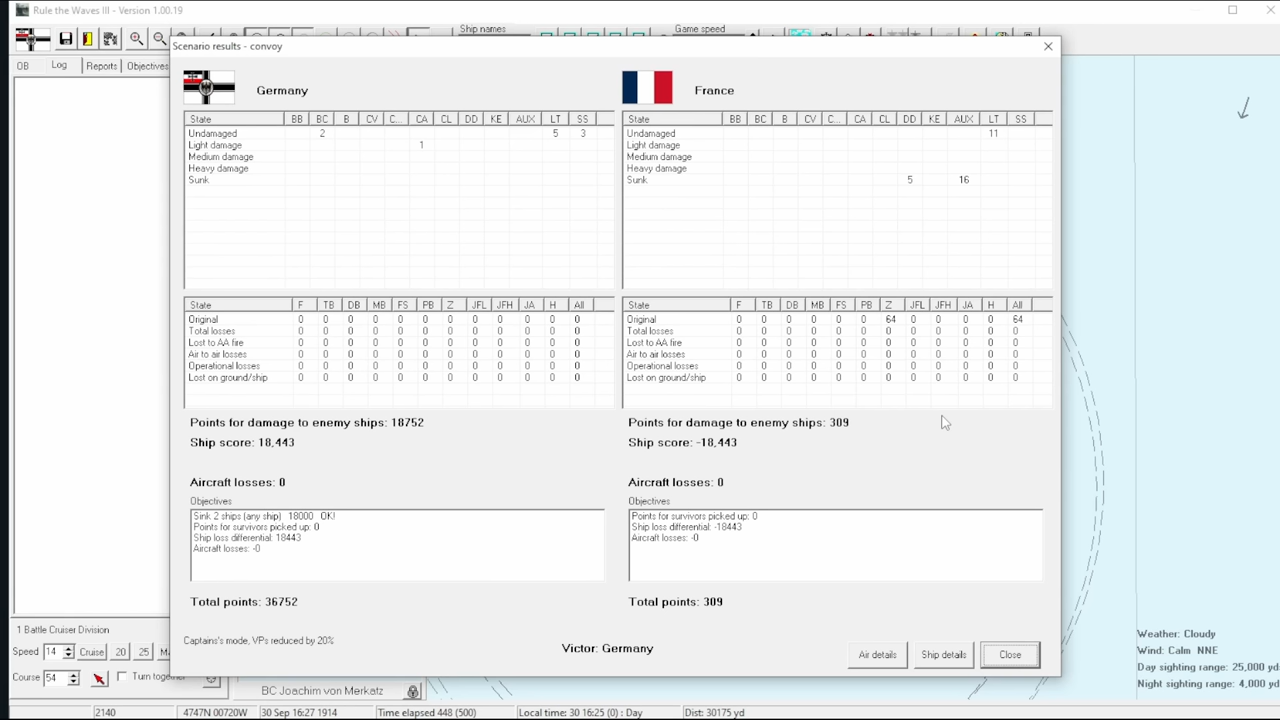 Rule the Waves III - Version 1.00.19
Ship names
Game speed
OB Log Reports Objectives
Scenario results - convoy
Germany
State BB BC B CV C... CA CL DD KE AUX LT SS
Undamaged 2 5 3
Light damage 1
Medium damage
Heavy damage
Sunk
State F TB DB MB FS PB Z JFL JFH JA H All
Original 0 0 0 0 0 0 0 0 0 0 0 0
Total losses 0 0 0 0 0 0 0 0 0 0 0 0
Lost to AA fire 0 0 0 0 0 0 0 0 0 0 0 0
Air to air losses 0 0 0 0 0 0 0 0 0 0 0 0
Operational losses 0 0 0 0 0 0 0 0 0 0 0 0
Lost on ground/ship 0 0 0 0 0 0 0 0 0 0 0 0
Points for damage to enemy ships: 18752
Ship score: 18,443
Aircraft losses: 0
Objectives
Sink 2 ships (any ship) 18000 OK!
Points for survivors picked up: 0
Ship loss differential: 18443
Aircraft losses: -0
Total points: 36752
France
State BB BC B CV C... CA CL DD KE AUX LT SS
Undamaged 11
Light damage
Medium damage
Heavy damage
Sunk 5 16
State F TB DB MB FS PB Z JFL JFH JA H All
Original 0 0 0 0 0 0 64 0 0 0 0 64
Total losses 0 0 0 0 0 0 0 0 0 0 0 0
Lost to AA fire 0 0 0 0 0 0 0 0 0 0 0 0
Air to air losses 0 0 0 0 0 0 0 0 0 0 0 0
Operational losses 0 0 0 0 0 0 0 0 0 0 0 0
Lost on ground/ship 0 0 0 0 0 0 0 0 0 0 0 0
Points for damage to enemy ships: 309
Ship score: -18,443
Aircraft losses: 0
Objectives
Points for survivors picked up: 0
Ship loss differential: -18443
Aircraft losses: -0
Total points: 309
Captains's mode, VPs reduced by 20%
Victor: Germany
Air details Ship details Close
1 Battle Cruiser Division
Speed 14 Cruise 20 25
Course 54 Turn together
BC Joachim von Merkatz
Weather: Cloudy
Wind: Calm NNE
Day sighting range: 25,000 yd
Night sighting range: 4,000 yd
2140 4747N 00720W 30 Sep 16:27 1914 Time elapsed 448 (500) Local time: 30 16:25 (0) : Day Dist: 30175 yd